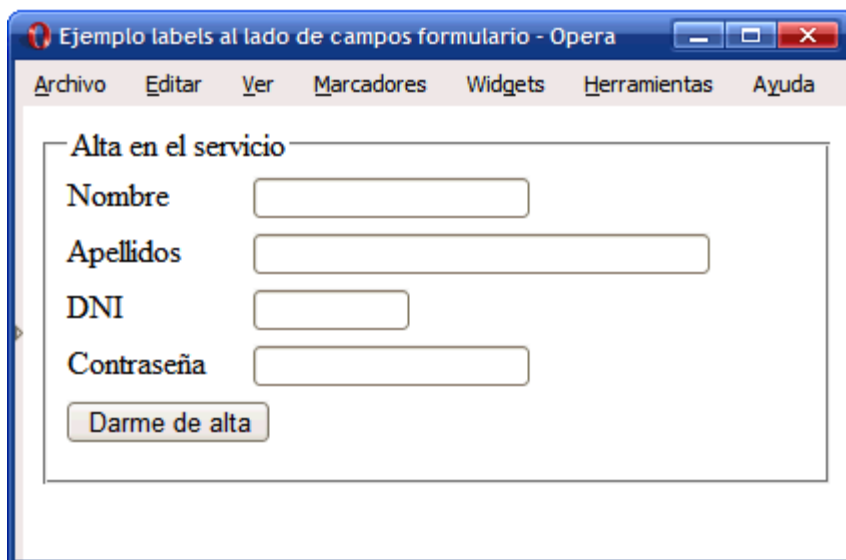 Ejemplo labels al lado de campos formulario - Opera
Archivo Editar Ver Marcadores Widgets Herramientas Ayuda
Alta en el servicio
Nombre
Apellidos
DNI
Contraseña
Darme de alta